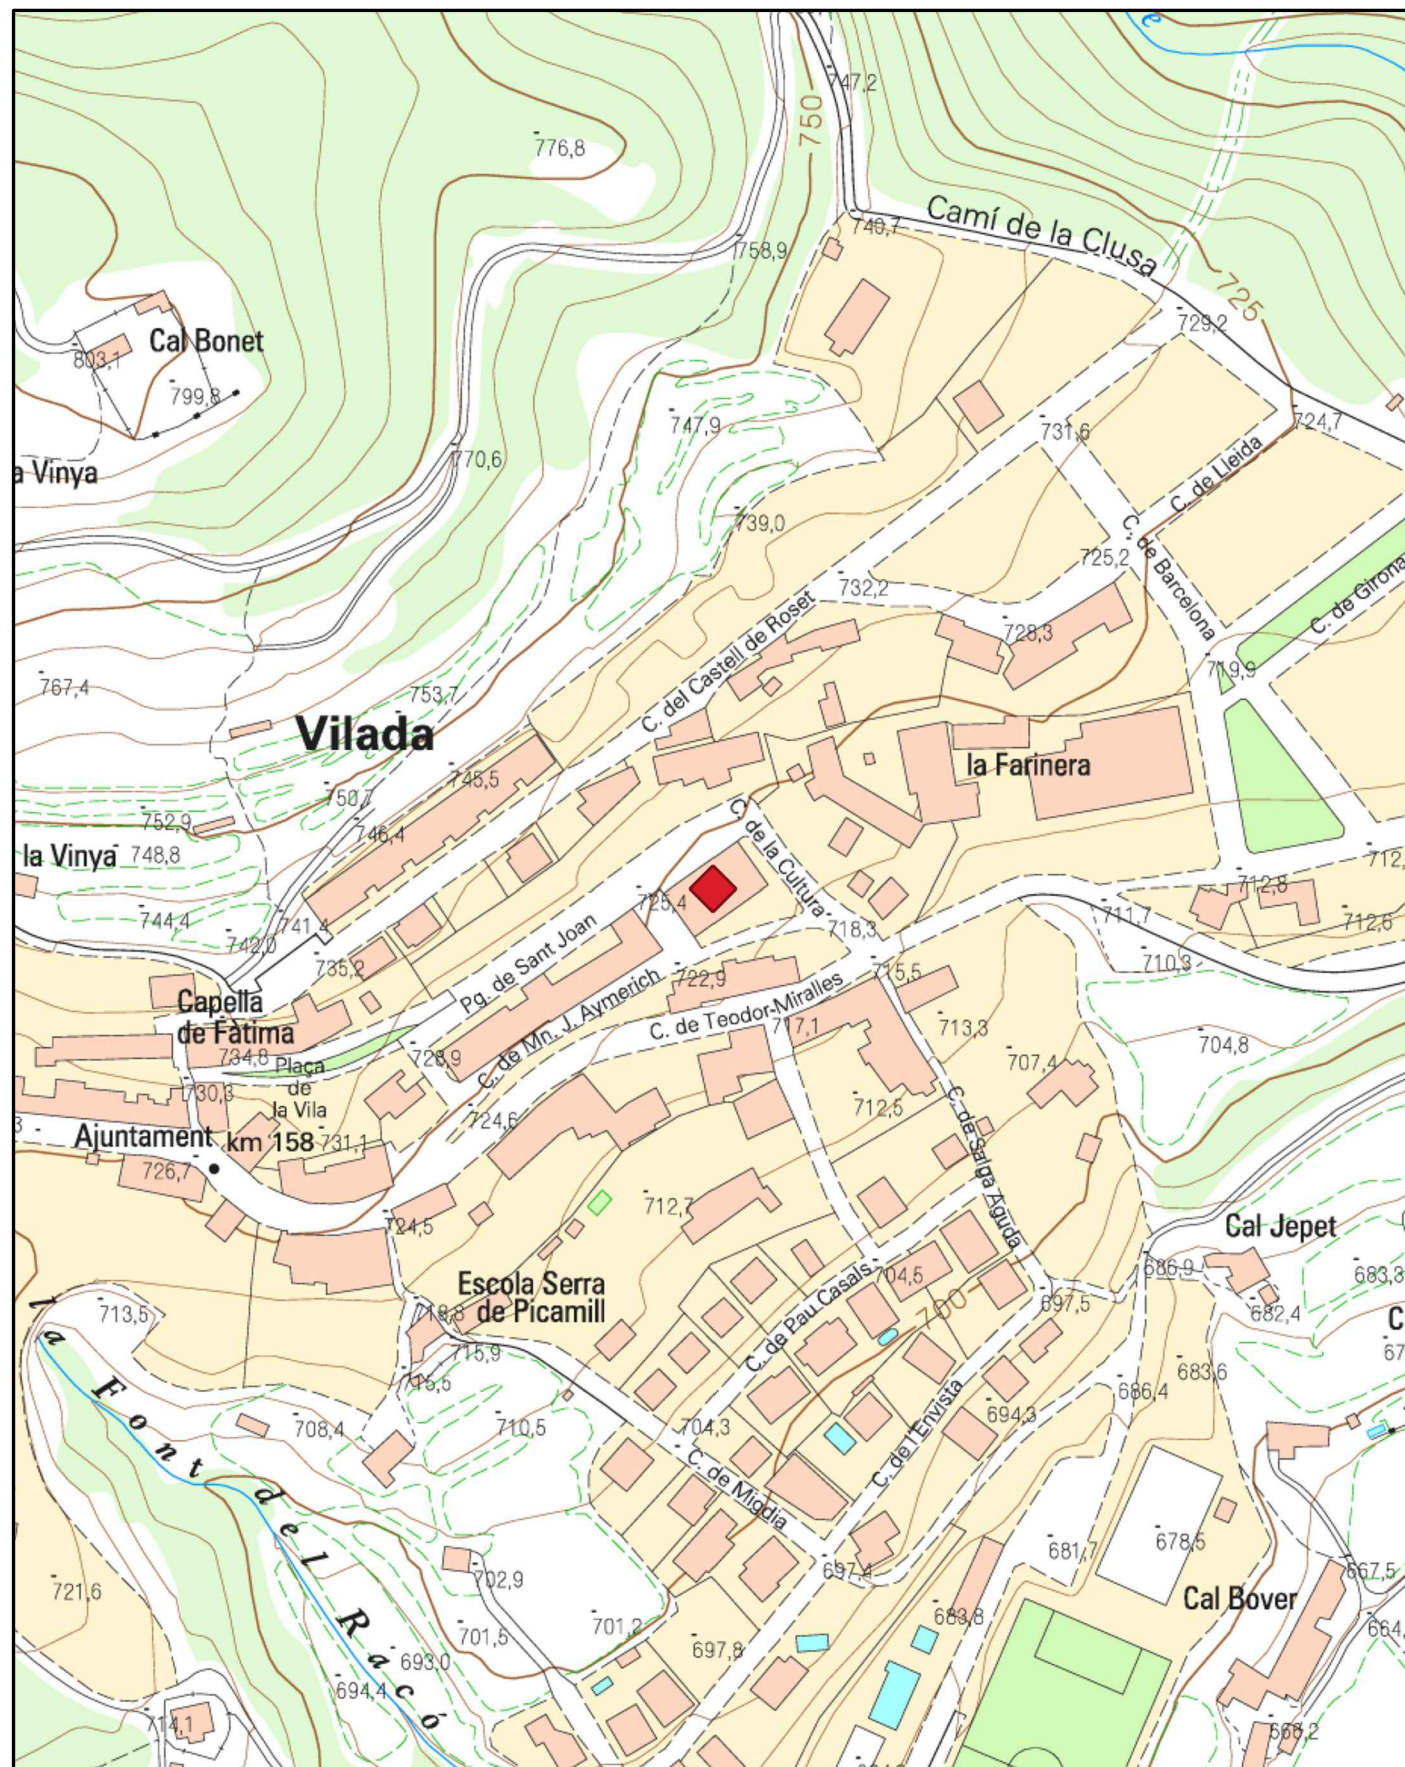 e
747,2
750
776,8
740,7
Camí de la Clusa
758,9
725
729,2
Cal Bonet
803,1
799,8
747,9
731,6
724,7
a Vinya
770,6
C. de Lleida
739,0
C. de Barcelona
725,2
732,2
C. de Girona
C. del Castell de Roset
728,3
719,9
767,4
753,7
Vilada
745,5
la Farinera
750,7
752,9
746,4
C. de la Cultura
la Vinya
748,8
712,
712,8
725,4
744,4
741,4
742,0
Pg. de Sant Joan
718,3
711,7
712,6
735,2
722,9
715,5
710,3
Capella
de Fàtima
C. de Mn. J. Aymerich
C. de Teodor Miralles
717,1
713,3
734,8
Plaça
de
la Vila
728,9
707,4
704,8
730,3
724,6
712,5
C. de Salga Aguda
3
Ajuntament
km 158
731,1
726,7
712,7
724,5
Cal Jepet
704,5
686,9
683,3
Escola Serra
de Picamill
713,5
718,8
C. de Pau Casals
700
697,5
682,4
C
715,9
67
715,5
683,6
686,4
708,4
710,5
704,3
C. de l'Envista
694,3
C. de Migdia
la Font del Racó
681,7
678,5
721,6
702,9
697,4
667,5
Cal Bover
701,5
701,2
683,8
664,
693,0
697,8
694,4
714,1
668,2